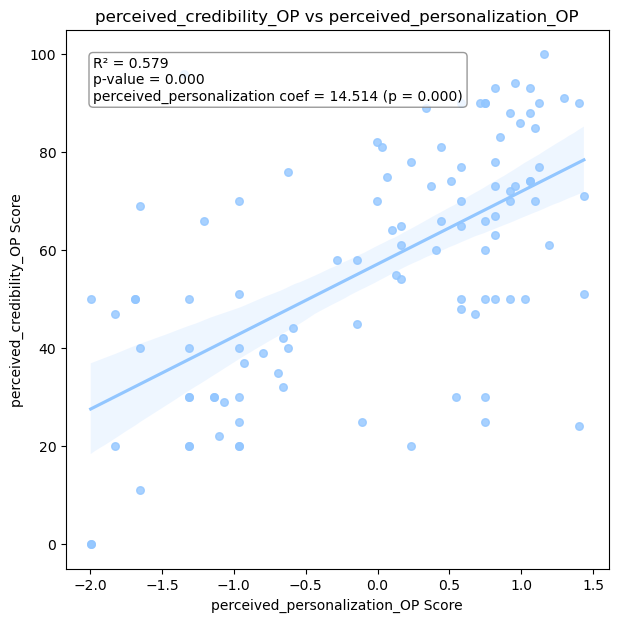 perceived_credibility_OP vs perceived_personalization_OP
R² = 0.579
p-value = 0.000
perceived_personalization coef = 14.514 (p = 0.000)
100
80
60
40
20
0
perceived_credibility_OP Score
−2.0 −1.5 −1.0 −0.5 0.0 0.5 1.0 1.5
perceived_personalization_OP Score